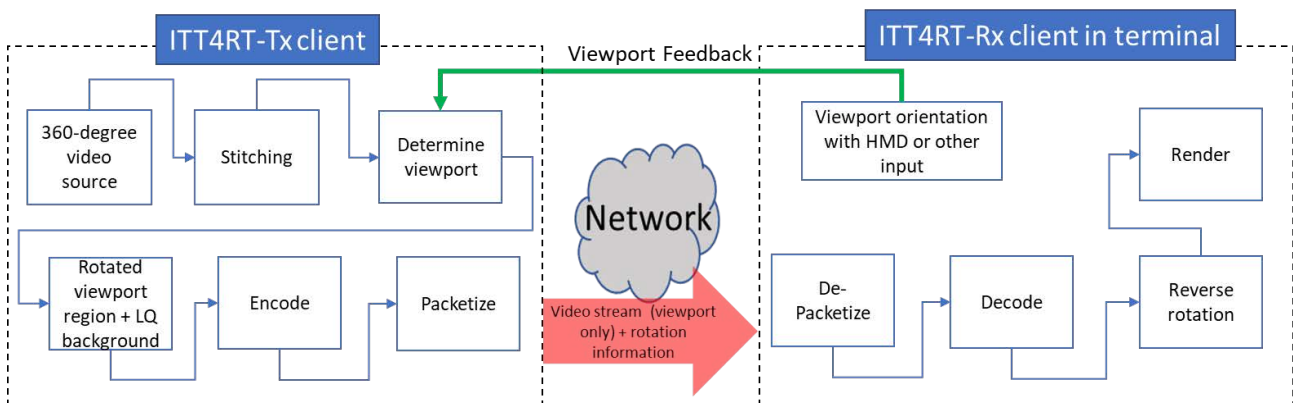 ITT4RT-Tx client
ITT4RT-Rx client in terminal
Viewport Feedback
360-degree
video
source
Stitching
Determine
viewport
Viewport orientation
with HMD or other
input
Render
Network
Rotated
viewport
region + LQ
background
Encode
Packetize
Video stream (viewport
only) + rotation
information
De-
Packetize
Decode
Reverse
rotation